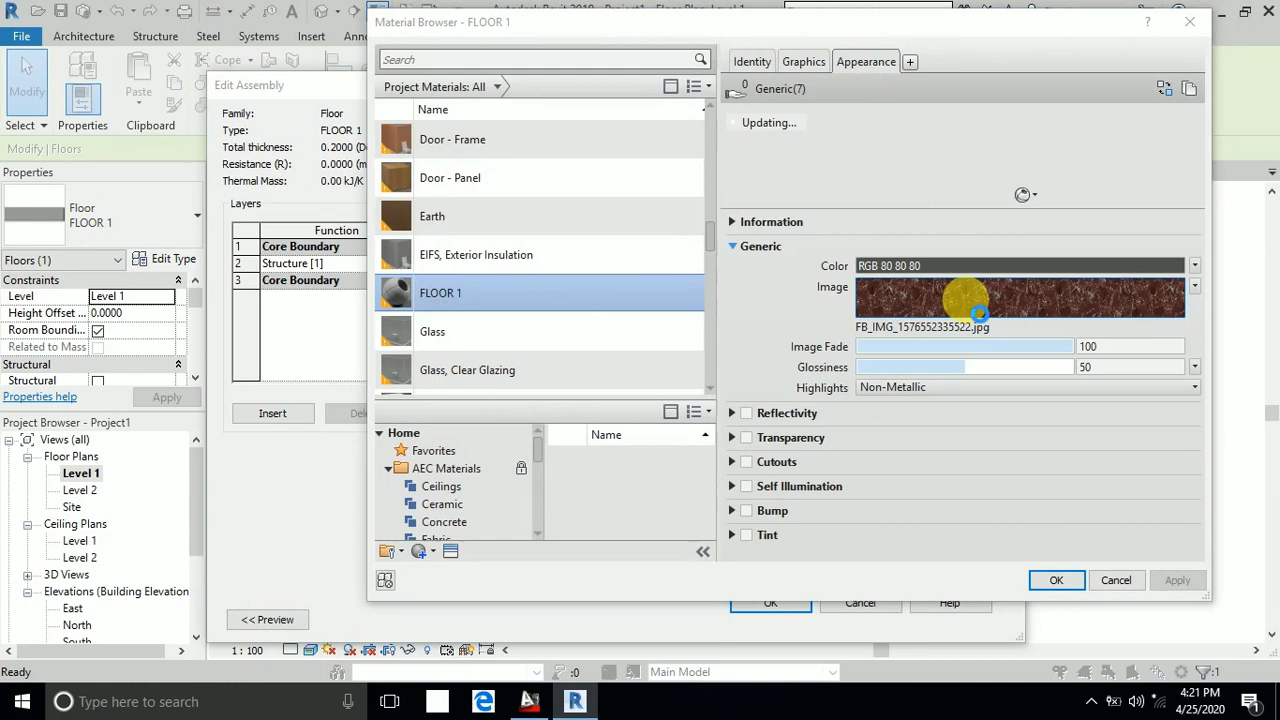 Autodesk Revit 2019 - Project1 - Floor Plan: Level 1
Material Browser - FLOOR 1
File
Architecture
Structure
Steel
Systems
Insert
Ann
Modify
Paste
Cope
Select
Properties
Clipboard
Modify | Floors
Properties
Floor
FLOOR 1
Floors (1)
Edit Type
Constraints
Level
Level 1
Height Offset ...
0.0000
Room Boundi...
Related to Mass
Structural
Structural
Properties help
Apply
Project Browser - Project1
Views (all)
Floor Plans
Level 1
Level 2
Site
Ceiling Plans
Level 1
Level 2
3D Views
Elevations (Building Elevation
East
North
South
Edit Assembly
Family:
Floor
Type:
FLOOR 1
Total thickness:
0.2000 (D
Resistance (R):
0.0000 (m
Thermal Mass:
0.00 kJ/K
Layers
Function
1
Core Boundary
2
Structure [1]
3
Core Boundary
Insert
Del
<< Preview
OK
Cancel
Help
Search
Project Materials: All
Name
Door - Frame
Door - Panel
Earth
EIFS, Exterior Insulation
FLOOR 1
Glass
Glass, Clear Glazing
Home
Favorites
AEC Materials
Ceilings
Ceramic
Concrete
Fabric
Name
Identity
Graphics
Appearance
0
Generic(7)
Updating...
Information
Generic
Color
RGB 80 80 80
Image
FB_IMG_1576552335522.jpg
Image Fade
100
Glossiness
50
Highlights
Non-Metallic
Reflectivity
Transparency
Cutouts
Self Illumination
Bump
Tint
OK
Cancel
Apply
1 : 100
Ready
:0
Main Model
:1
Type here to search
4:21 PM
4/25/2020
1